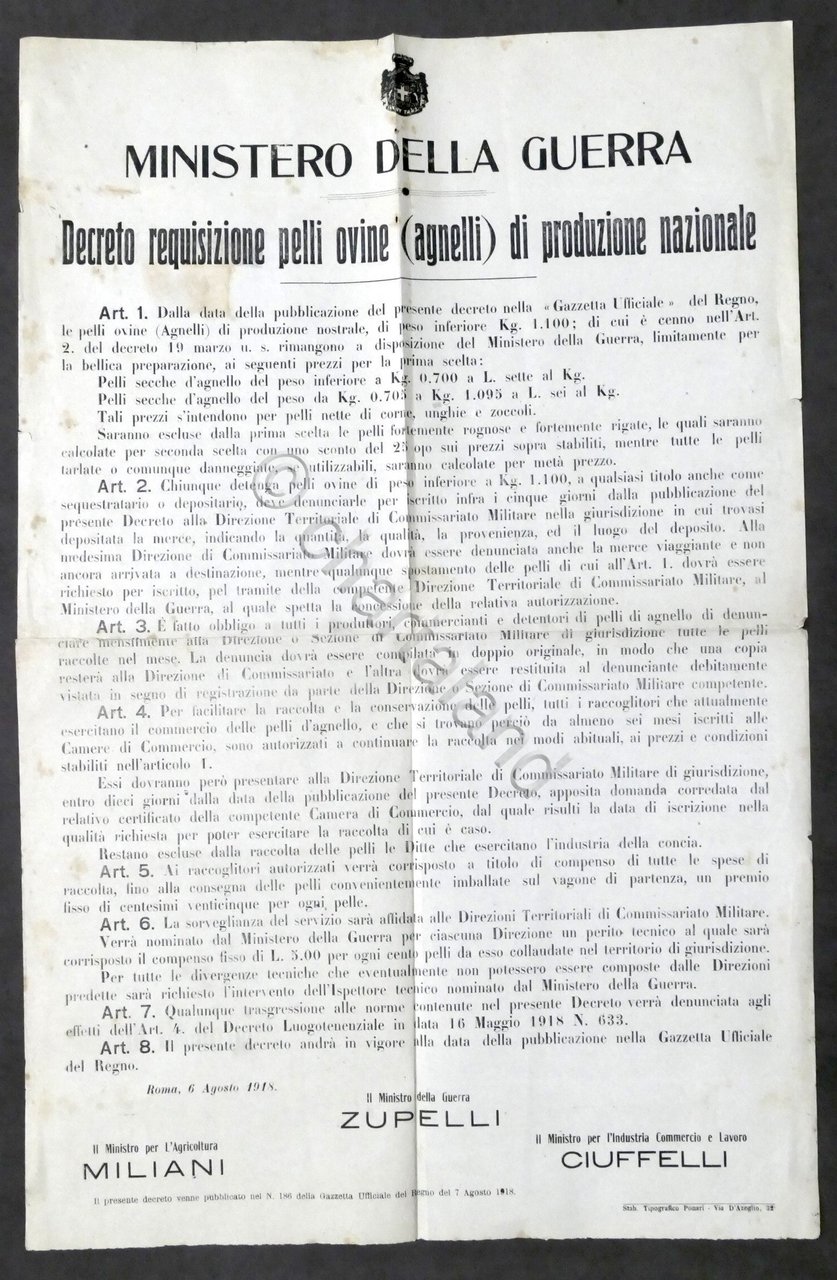 MINISTERO DELLA GUERRA
Decreto requisizione pelli ovine (agnelli) di produzione nazionale
Art. 1. Dalla data della pubblicazione del presente decreto nella « Gazzetta Ufficiale » del Regno,
le pelli ovine (Agnelli) di produzione nostrale, di peso inferiore Kg. 1.100; di cui è cenno nell'Art.
2. del decreto 19 marzo u. s. rimangono a disposizione del Ministero della Guerra, limitamente per
la bellica preparazione, ai seguenti prezzi per la prima scelta:
Pelli secche d'agnello del peso inferiore a Kg. 0.700 a L. sette al Kg.
Pelli secche d'agnello del peso da Kg. 0.705 a Kg. 1.095 a L. sei al Kg.
Tali prezzi s'intendono per pelli nette di corne, unghie e zoccoli.
Saranno escluse dalla prima scelta le pelli fortemente rognose e fortemente rigate, le quali saranno
calcolate per seconda scelta con uno sconto del 25 ojo sui prezzi sopra stabiliti, mentre tutte le pelli
tarlate o comunque danneggiate, se utilizzabili, saranno calcolate per metà prezzo.
Art. 2. Chiunque detenga pelli ovine di peso inferiore a Kg. 1.100, a qualsiasi titolo anche come
sequestratario o depositario, deve denunciarle per iscritto infra i cinque giorni dalla pubblicazione del
presente Decreto alla Direzione Territoriale di Commissariato Militare nella giurisdizione in cui trovasi
depositata la merce, indicando la quantità, la qualità, la provenienza, ed il luogo del deposito. Alla
medesima Direzione di Commissariato Militare dovrà essere denunciata anche la merce viaggiante e non
ancora arrivata a destinazione, mentre qualunque spostamento delle pelli di cui all'Art. 1. dovrà essere
richiesto per iscritto, pel tramite della competente Direzione Territoriale di Commissariato Militare, al
Ministero della Guerra, al quale spetta la concessione della relativa autorizzazione.
Art. 3. È fatto obbligo a tutti i produttori, commercianti e detentori di pelli di agnello di denun-
ciare mensilmente alla Direzione o Sezione di Commissariato Militare di giurisdizione tutte le pelli
raccolte nel mese. La denuncia dovrà essere compilata in doppio originale, in modo che una copia
resterà alla Direzione di Commissariato e l'altra dovrà essere restituita al denunciante debitamente
vistata in segno di registrazione da parte della Direzione o Sezione di Commissariato Militare competente.
Art. 4. Per facilitare la raccolta e la conservazione delle pelli, tutti i raccoglitori che attualmente
esercitano il commercio delle pelli d'agnello, e che si trovano perciò da almeno sei mesi iscritti alle
Camere di Commercio, sono autorizzati a continuare la raccolta nei modi abituali, ai prezzi e condizioni
stabiliti nell'articolo 1.
Essi dovranno però presentare alla Direzione Territoriale di Commissariato Militare di giurisdizione,
entro dieci giorni dalla data della pubblicazione del presente Decreto, apposita domanda corredata dal
relativo certificato della competente Camera di Commercio, dal quale risulti la data di iscrizione nella
qualità richiesta per poter esercitare la raccolta di cui è caso.
Restano escluse dalla raccolta delle pelli le Ditte che esercitano l'industria della concia.
Art. 5. Ai raccoglitori autorizzati verrà corrisposto a titolo di compenso di tutte le spese di
raccolta, fino alla consegna delle pelli convenientemente imballate sul vagone di partenza, un premio
fisso di centesimi venticinque per ogni pelle.
Art. 6. La sorveglianza del servizio sarà affidata alle Direzioni Territoriali di Commissariato Militare.
Verrà nominato dal Ministero della Guerra per ciascuna Direzione un perito tecnico al quale sarà
corrisposto il compenso fisso di L. 5.00 per ogni cento pelli da esso collaudate nel territorio di giurisdizione.
Per tutte le divergenze tecniche che eventualmente non potessero essere composte dalle Direzioni
predette sarà richiesto l'intervento dell'Ispettore tecnico nominato dal Ministero della Guerra.
Art. 7. Qualunque trasgressione alle norme contenute nel presente Decreto verrà denunciata agli
effetti dell'Art. 4. del Decreto Luogotenenziale in data 16 Maggio 1918 N. 633.
Art. 8. Il presente decreto andrà in vigore alla data della pubblicazione nella Gazzetta Ufficiale
del Regno.
Roma, 6 Agosto 1918.
Il Ministro della Guerra
ZUPELLI
Il Ministro per L'Agricoltura
MILIANI
Il Ministro per l'Industria Commercio e Lavoro
CIUFFELLI
Il presente decreto venne pubblicato nel N. 186 della Gazzetta Ufficiale del Regno del 7 Agosto 1918.
Stab. Tipografico Ponari - Via D'Azeglio, 32
© chartaland